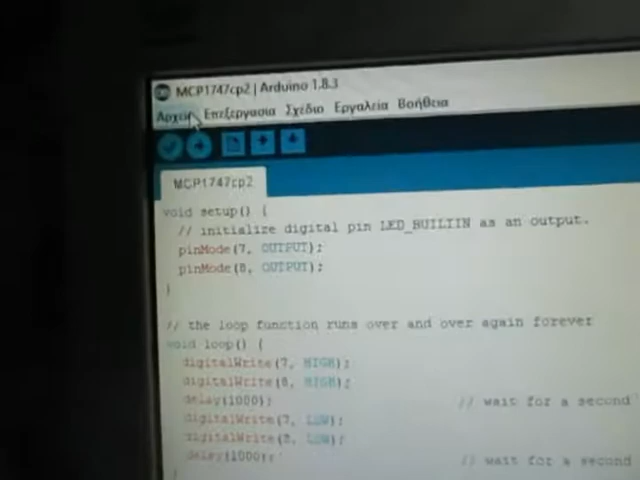 MCP1747cp2 | Arduino 1.8.3
Αρχείο Επεξεργασία Σχέδιο Εργαλεία Βοήθεια
MCP1747cp2
void setup() {
// initialize digital pin LED_BUILTIN as an output.
pinMode(7, OUTPUT);
pinMode(8, OUTPUT);
}
// the loop function runs over and over again forever
void loop() {
digitalWrite(7, HIGH);
digitalWrite(8, HIGH);
delay(1000); // wait for a second
digitalWrite(7, LOW);
digitalWrite(8, LOW);
delay(1000); // wait for a second
}